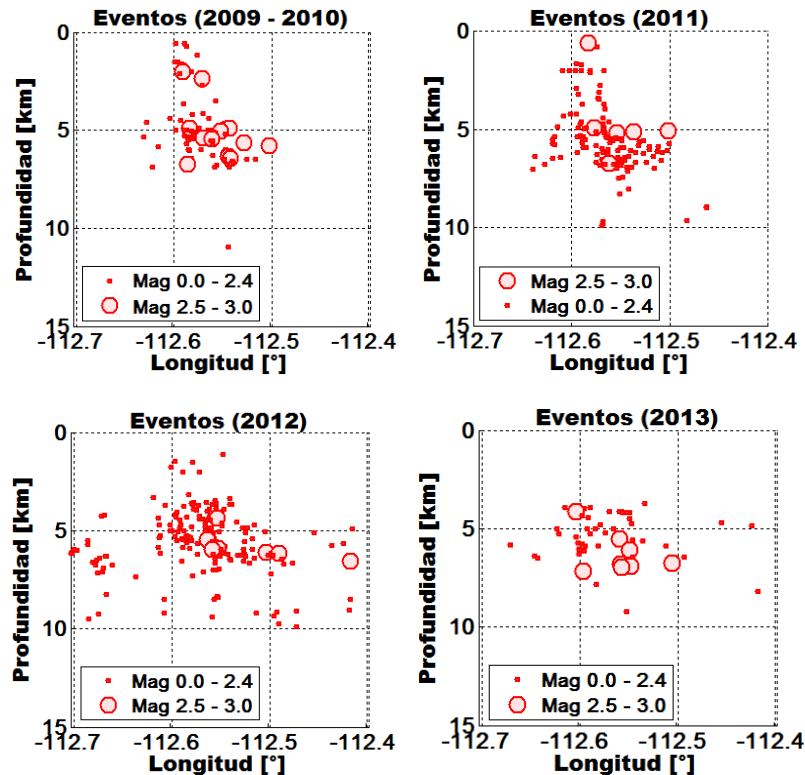 Eventos (2009 - 2010)
0
5
10
15
Profundidad [km]
Mag 0.0 - 2.4
Mag 2.5 - 3.0
-112.7
-112.6
-112.5
-112.4
Longitud [°]
Eventos (2011)
0
5
10
15
Profundidad [km]
Mag 2.5 - 3.0
Mag 0.0 - 2.4
-112.7
-112.6
-112.5
-112.4
Longitud [°]
Eventos (2012)
0
5
10
15
Profundidad [km]
Mag 0.0 - 2.4
Mag 2.5 - 3.0
-112.7
-112.6
-112.5
-112.4
Longitud [°]
Eventos (2013)
0
5
10
15
Profundidad [km]
Mag 0.0 - 2.4
Mag 2.5 - 3.0
-112.7
-112.6
-112.5
-112.4
Longitud [°]